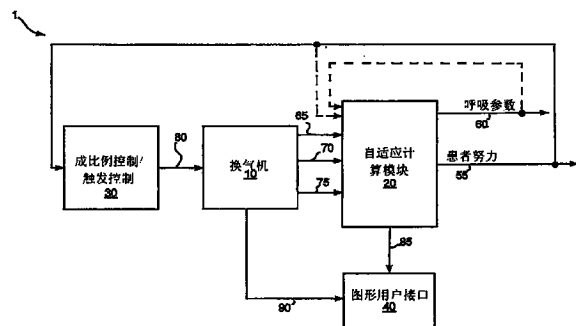 1
成比例控制/
触发控制
30
80
换气机
10
65
70
75
自适应计
算模块
20
呼吸参数
60
患者努力
55
85
90
图形用户接口
40